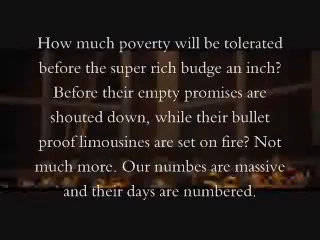 How much poverty will be tolerated
before the super rich budge an inch?
Before their empty promises are
shouted down, while their bullet
proof limousines are set on fire? Not
much more. Our numbes are massive
and their days are numbered.